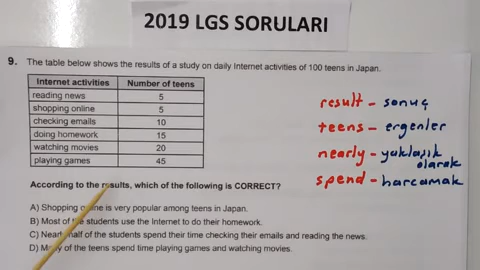 2019 LGS SORULARI
9. The table below shows the results of a study on daily Internet activities of 100 teens in Japan.
Internet activities Number of teens
reading news 5
shopping online 5
checking emails 10
doing homework 15
watching movies 20
playing games 45
According to the results, which of the following is CORRECT?
A) Shopping online is very popular among teens in Japan.
B) Most of the students use the Internet to do their homework.
C) Nearly half of the students spend their time checking emails and reading the news.
D) Many of the teens spend time playing games and watching movies.
result - sonuç
teens - ergenler
nearly - yaklaşık olarak
spend - harcamak